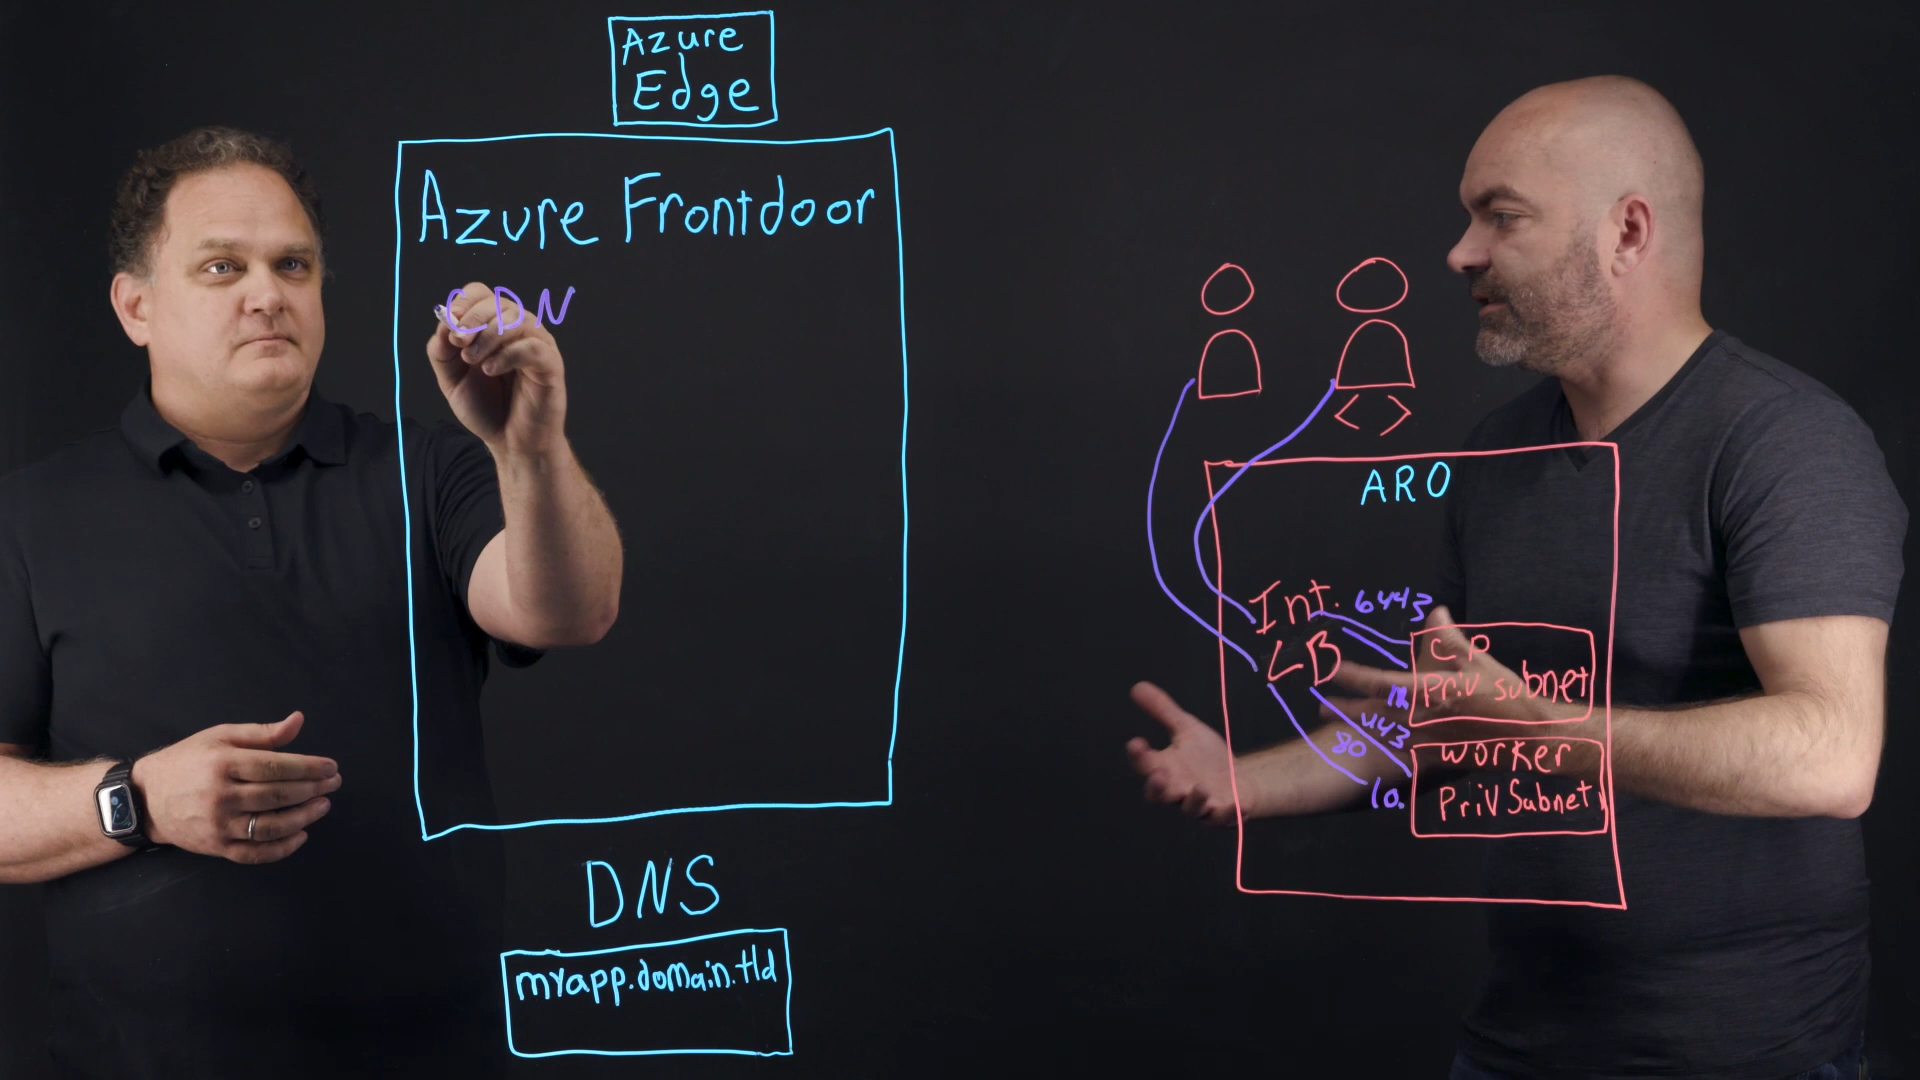 Azure
Edge
Azure Frontdoor
CDN
DNS
myapp.domain.tld
< >
ARO
Int. 6443
LB
CP
Priv subnet
443
80
10.
worker
Priv Subnet